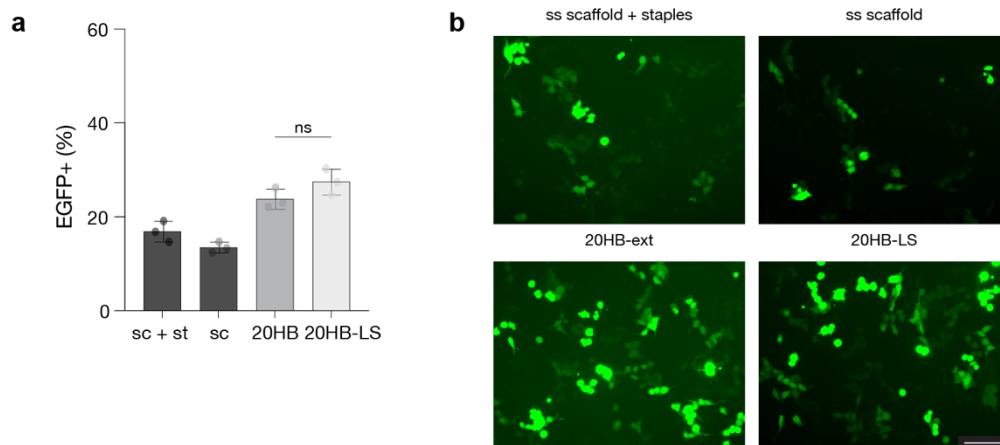 a
60
40
20
0
EGFP+ (%)
ns
sc + st
sc
20HB
20HB-LS
b
ss scaffold + staples
ss scaffold
20HB-ext
20HB-LS